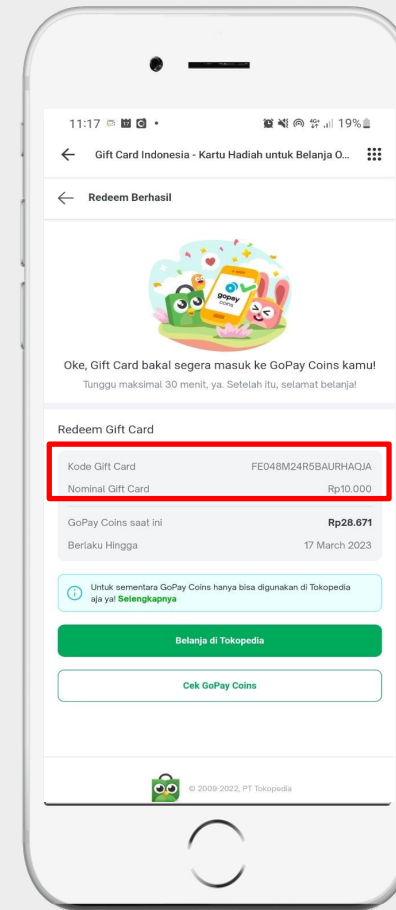 11:17
4G+ 19%
Gift Card Indonesia - Kartu Hadiah untuk Belanja O...
Redeem Berhasil
gopay
coins
Oke, Gift Card bakal segera masuk ke GoPay Coins kamu!
Tunggu maksimal 30 menit, ya. Setelah itu, selamat belanja!
Redeem Gift Card
Kode Gift Card FE048M24R5BAURHAQJA
Nominal Gift Card Rp10.000
GoPay Coins saat ini Rp28.671
Berlaku Hingga 17 March 2023
Untuk sementara GoPay Coins hanya bisa digunakan di Tokopedia
aja ya! Selengkapnya
Belanja di Tokopedia
Cek GoPay Coins
© 2009-2022, PT Tokopedia